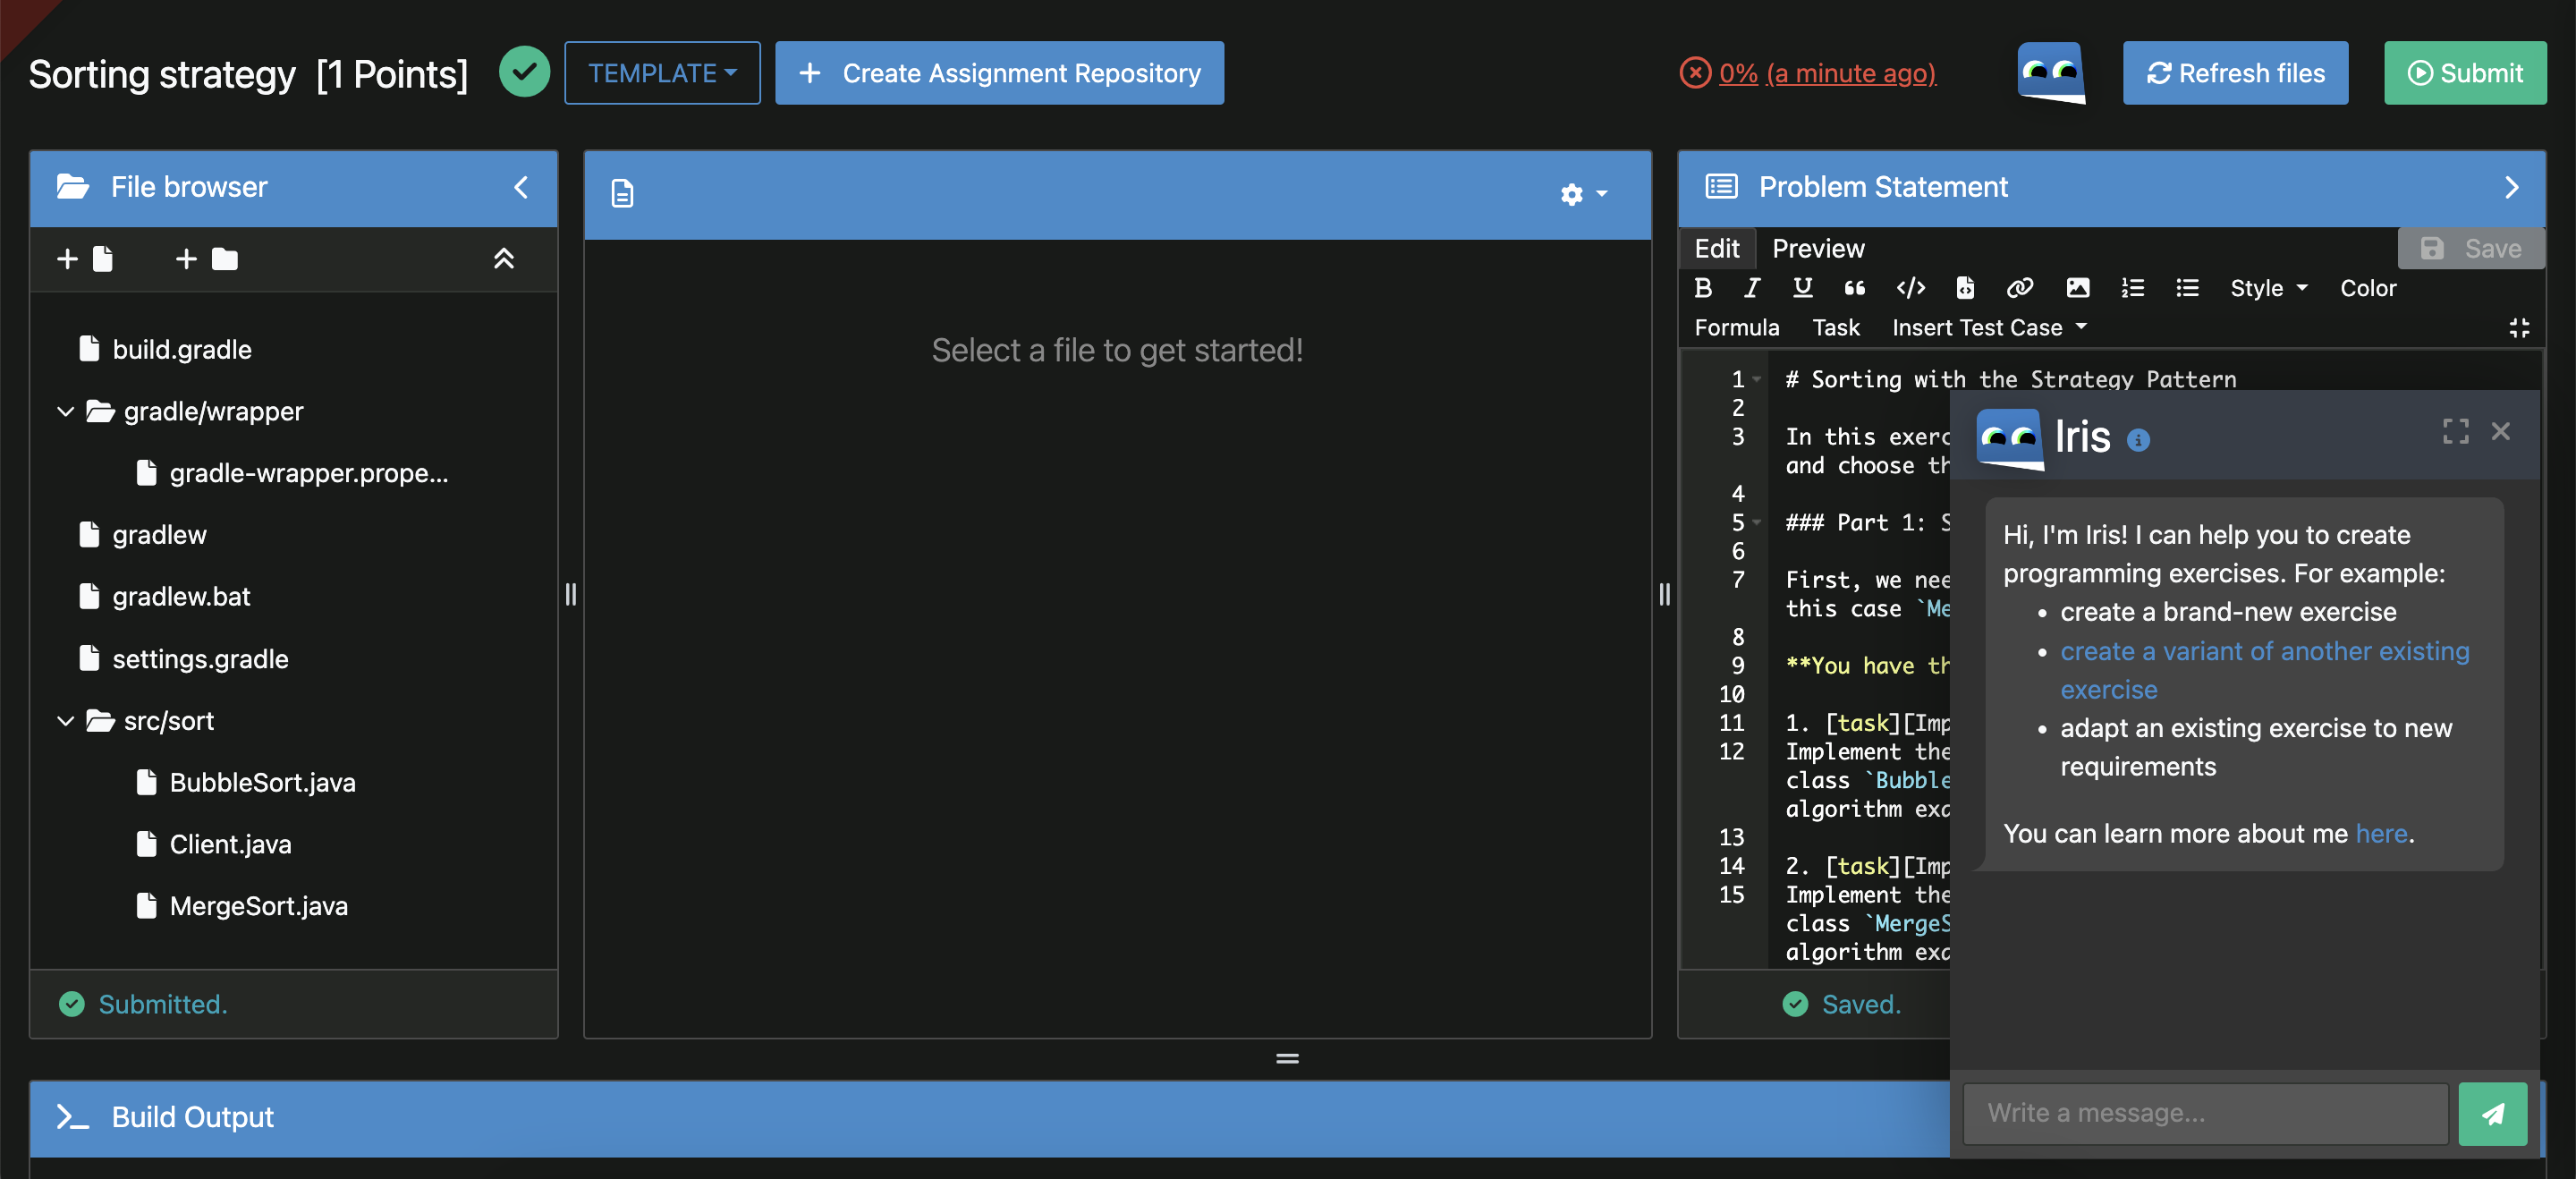 Sorting strategy [1 Points]
TEMPLATE
Create Assignment Repository
0% (a minute ago)
Refresh files
Submit
File browser
build.gradle
gradle/wrapper
gradle-wrapper.prope...
gradlew
gradlew.bat
settings.gradle
src/sort
BubbleSort.java
Client.java
MergeSort.java
Submitted.
Select a file to get started!
Problem Statement
Edit Preview
Save
Style Color
Formula Task Insert Test Case
1 # Sorting with the Strategy Pattern
2
3 In this exerc
and choose th
4
5 ### Part 1: S
6
7 First, we nee
this case `Me
8
9 **You have th
10
11 1. [task][Imp
12 Implement the
class `Bubble
algorithm exa
13
14 2. [task][Imp
15 Implement the
class `MergeS
algorithm exa
Saved.
Iris
Hi, I'm Iris! I can help you to create
programming exercises. For example:
• create a brand-new exercise
• create a variant of another existing
exercise
• adapt an existing exercise to new
requirements
You can learn more about me here.
Write a message...
Build Output